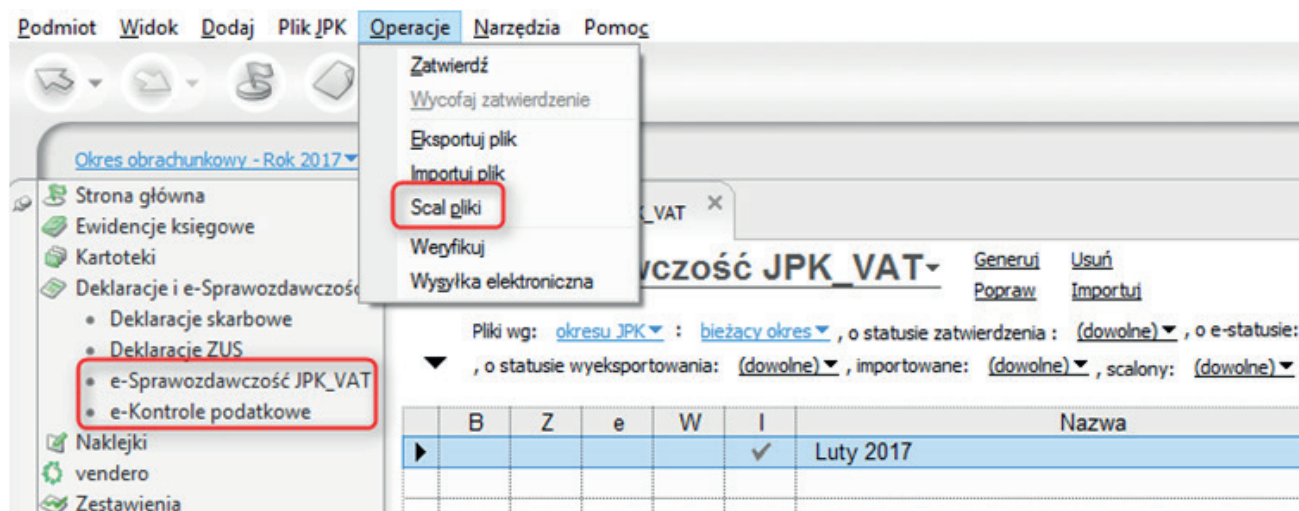 Podmiot Widok Dodaj Plik JPK Operacje Narzędzia Pomoc
Zatwierdź
Wycofaj zatwierdzenie
Eksportuj plik
Importuj plik
Scal pliki
Weryfikuj
Wysyłka elektroniczna
Okres obrachunkowy - Rok 2017
Strona główna
Ewidencje księgowe
Kartoteki
Deklaracje i e-Sprawozdawczość
Deklaracje skarbowe
Deklaracje ZUS
e-Sprawozdawczość JPK_VAT
e-Kontrole podatkowe
Naklejki
vendero
Zestawienia
_VAT
czość JPK_VAT
Generuj Usuń
Popraw Importuj
Pliki wg: okresu JPK : bieżący okres , o statusie zatwierdzenia : (dowolne) , o e-statusie:
, o statusie wyeksportowania: (dowolne) , importowane: (dowolne) , scalony: (dowolne)
B Z e W I Nazwa
Luty 2017